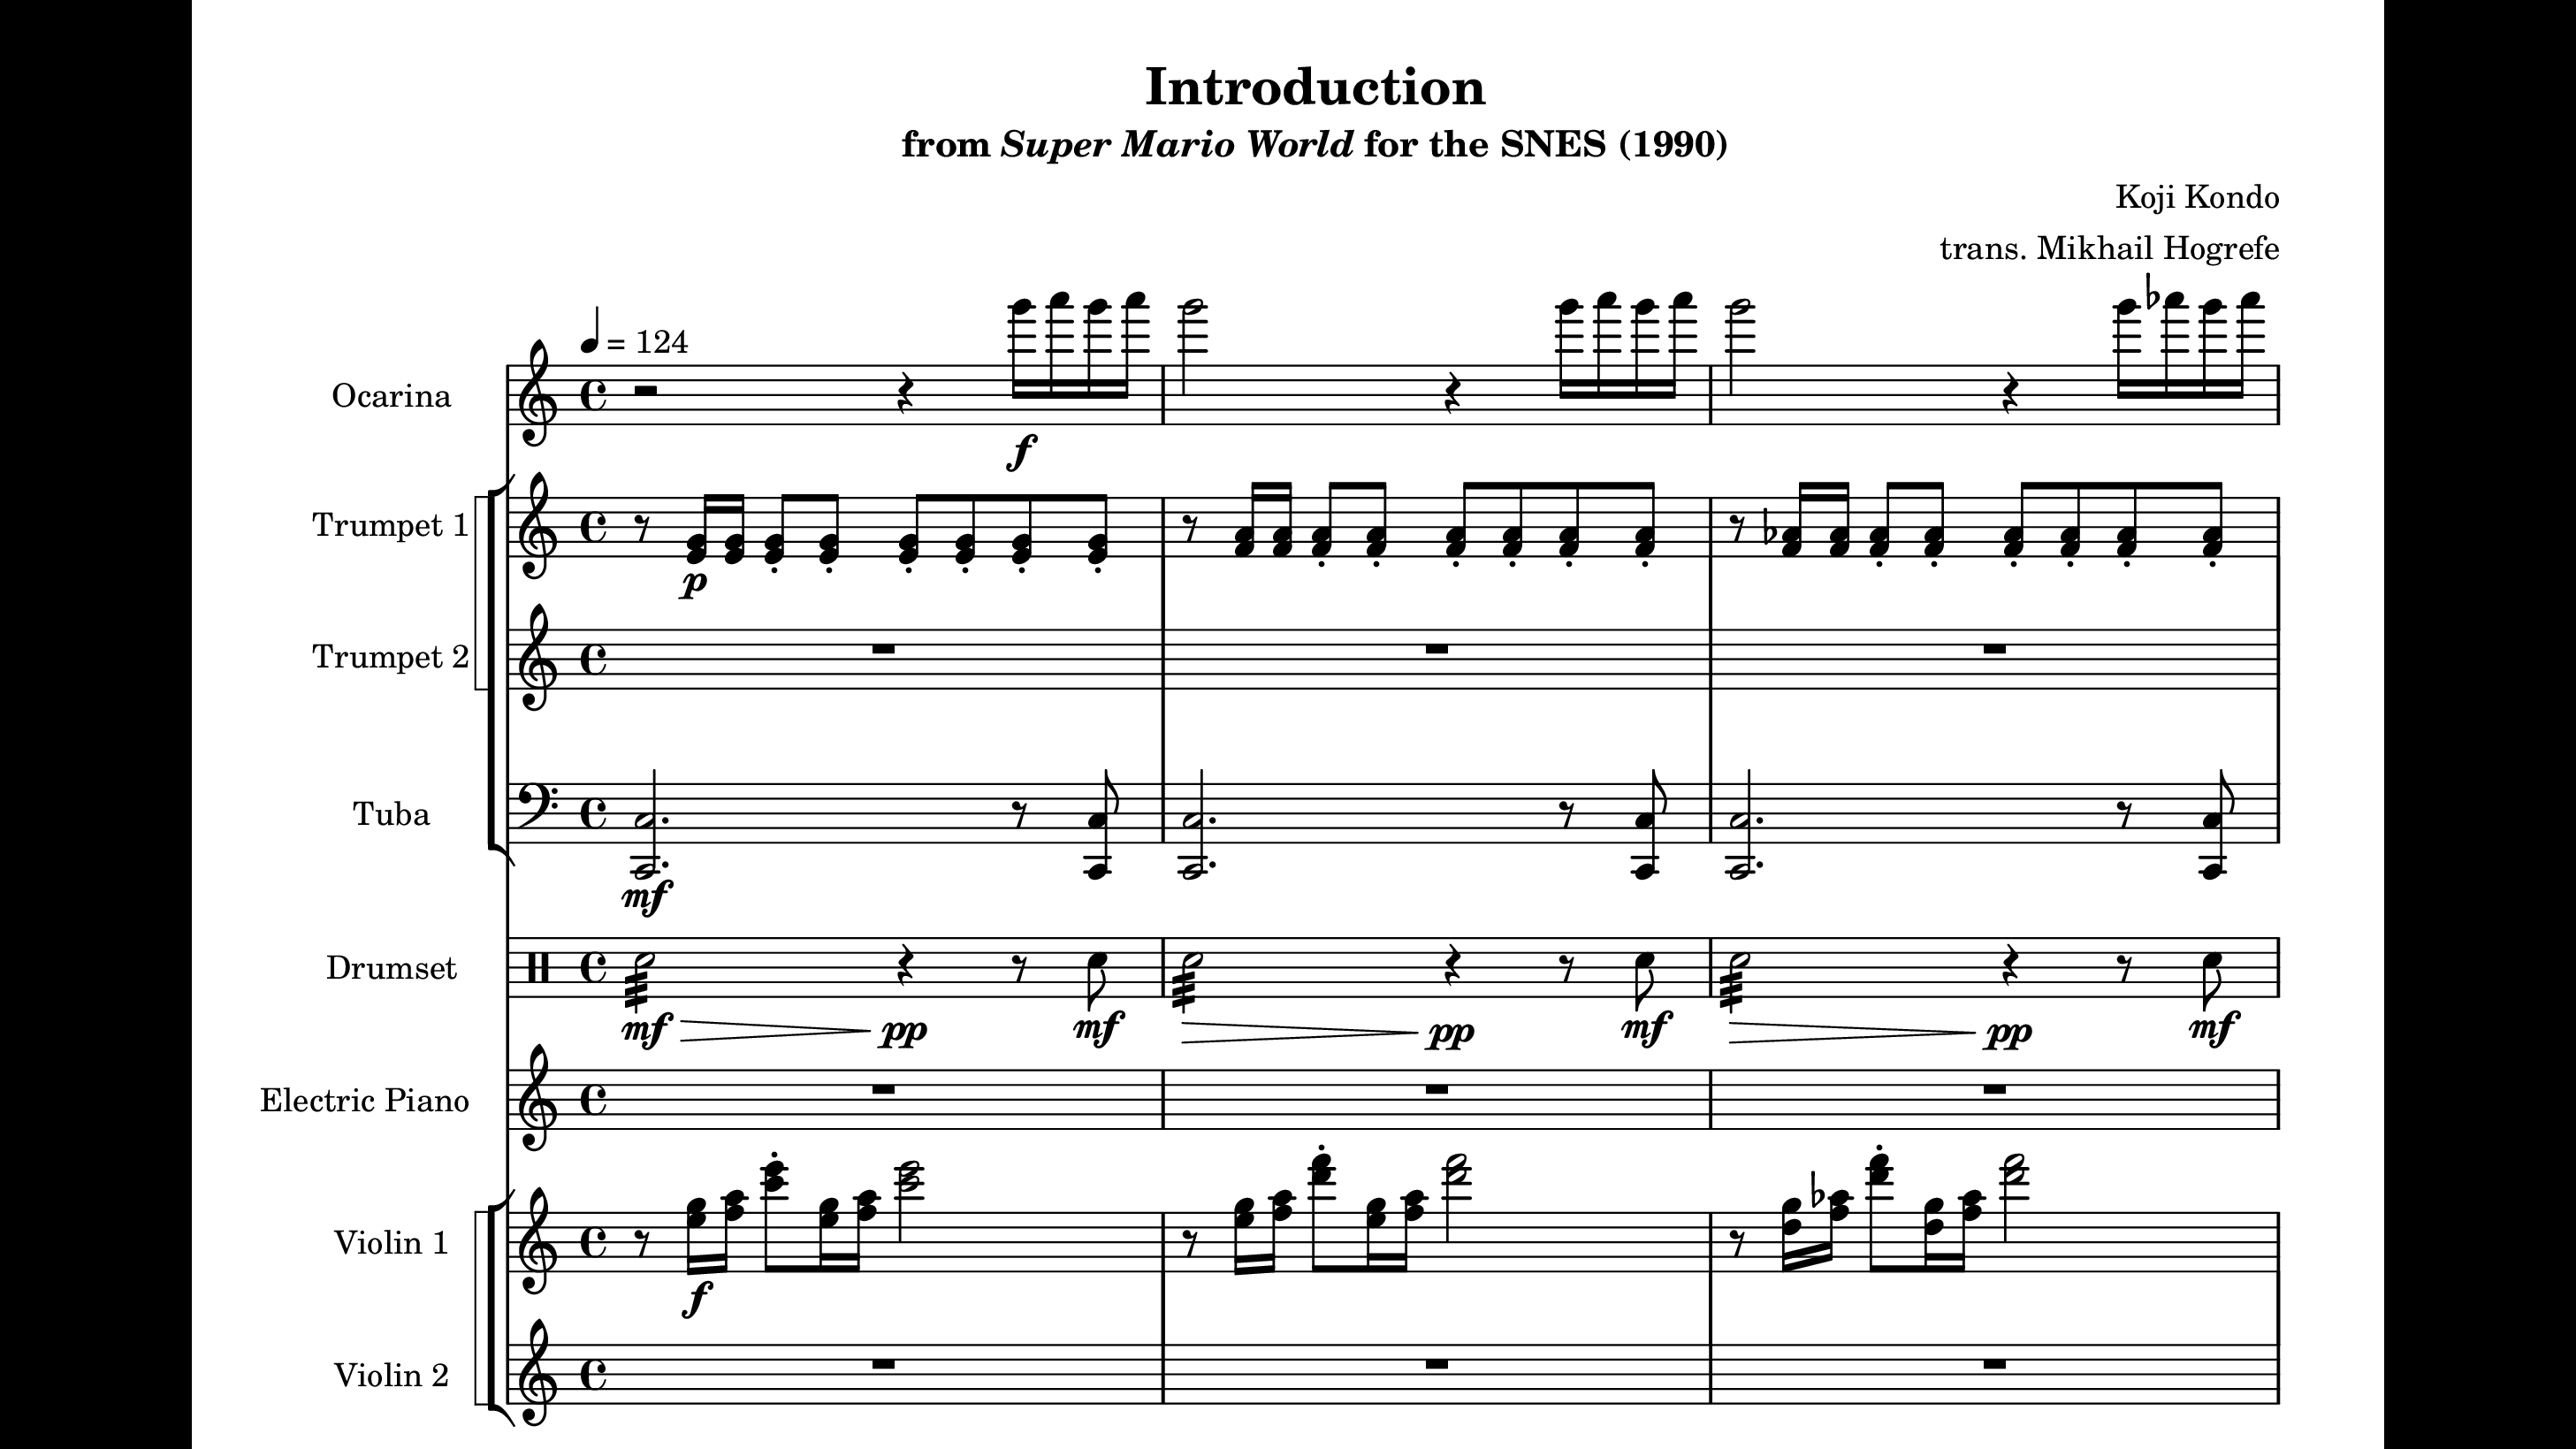 Introduction
from Super Mario World for the SNES (1990)
Koji Kondo
trans. Mikhail Hogrefe
= 124
Ocarina
f
Trumpet 1
p
Trumpet 2
Tuba
mf
Drumset
mf pp mf pp mf pp mf
Electric Piano
Violin 1
f
Violin 2